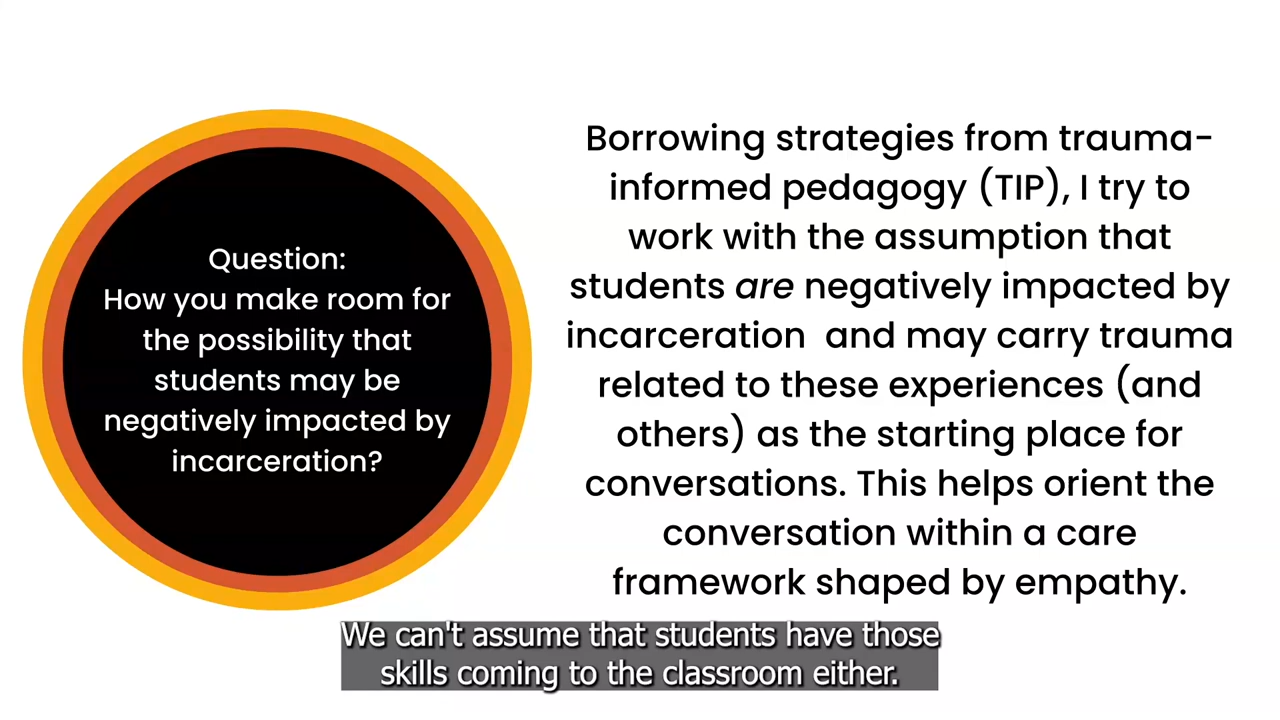 Question:
How you make room for
the possibility that
students may be
negatively impacted by
incarceration?
Borrowing strategies from trauma-
informed pedagogy (TIP), I try to
work with the assumption that
students are negatively impacted by
incarceration  and may carry trauma
related to these experiences (and
others) as the starting place for
conversations. This helps orient the
conversation within a care
framework shaped by empathy.
We can't assume that students have those
skills coming to the classroom either.